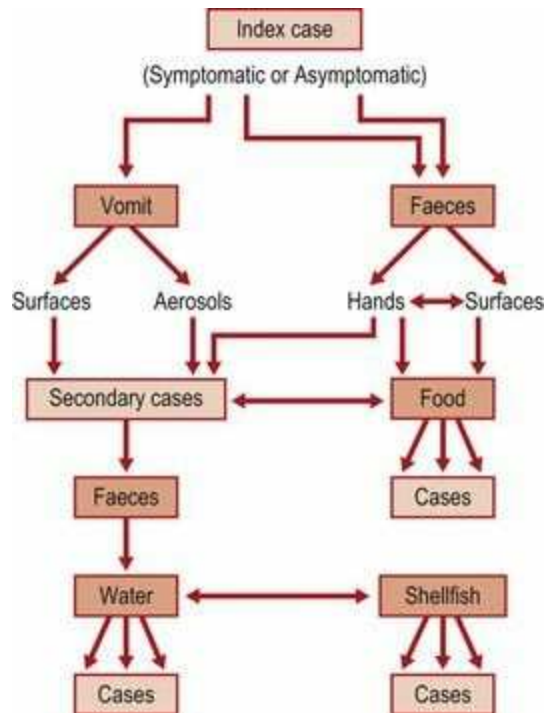 Index case
(Symptomatic or Asymptomatic)
Vomit
Faeces
Surfaces
Aerosols
Hands
Surfaces
Secondary cases
Food
Faeces
Cases
Water
Shellfish
Cases
Cases